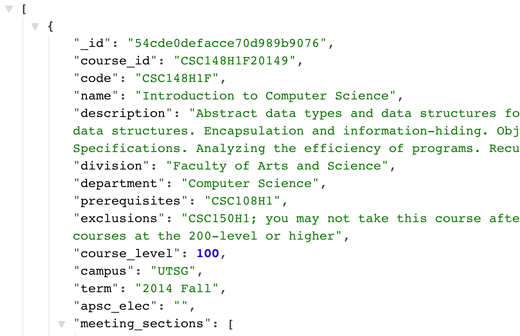 [
{
"_id": "54cde0defacce70d989b9076",
"course_id": "CSC148H1F20149",
"code": "CSC148H1F",
"name": "Introduction to Computer Science",
"description": "Abstract data types and data structures fo
data structures. Encapsulation and information-hiding. Obj
Specifications. Analyzing the efficiency of programs. Recu
"division": "Faculty of Arts and Science",
"department": "Computer Science",
"prerequisites": "CSC108H1",
"exclusions": "CSC150H1; you may not take this course afte
courses at the 200-level or higher",
"course_level": 100,
"campus": "UTSG",
"term": "2014 Fall",
"apsc_elec": "",
"meeting_sections": [